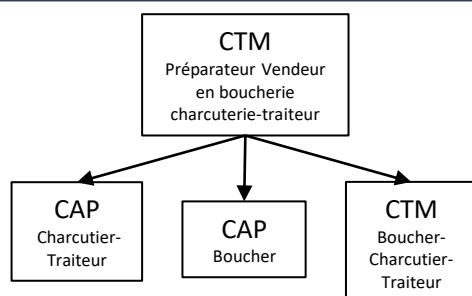 CTM
Préparateur Vendeur
en boucherie
charcuterie-traiteur
CAP
Charcutier-
Traiteur
CAP
Boucher
CTM
Boucher-
Charcutier-
Traiteur